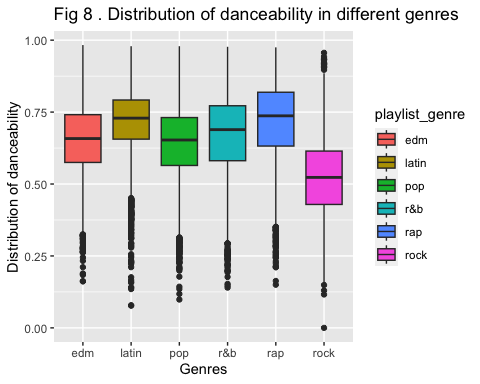 Fig 8 . Distribution of danceability in different genres
Distribution of danceability
1.00
0.75
0.50
0.25
0.00
edm latin pop r&b rap rock
Genres
playlist_genre
edm
latin
pop
r&b
rap
rock